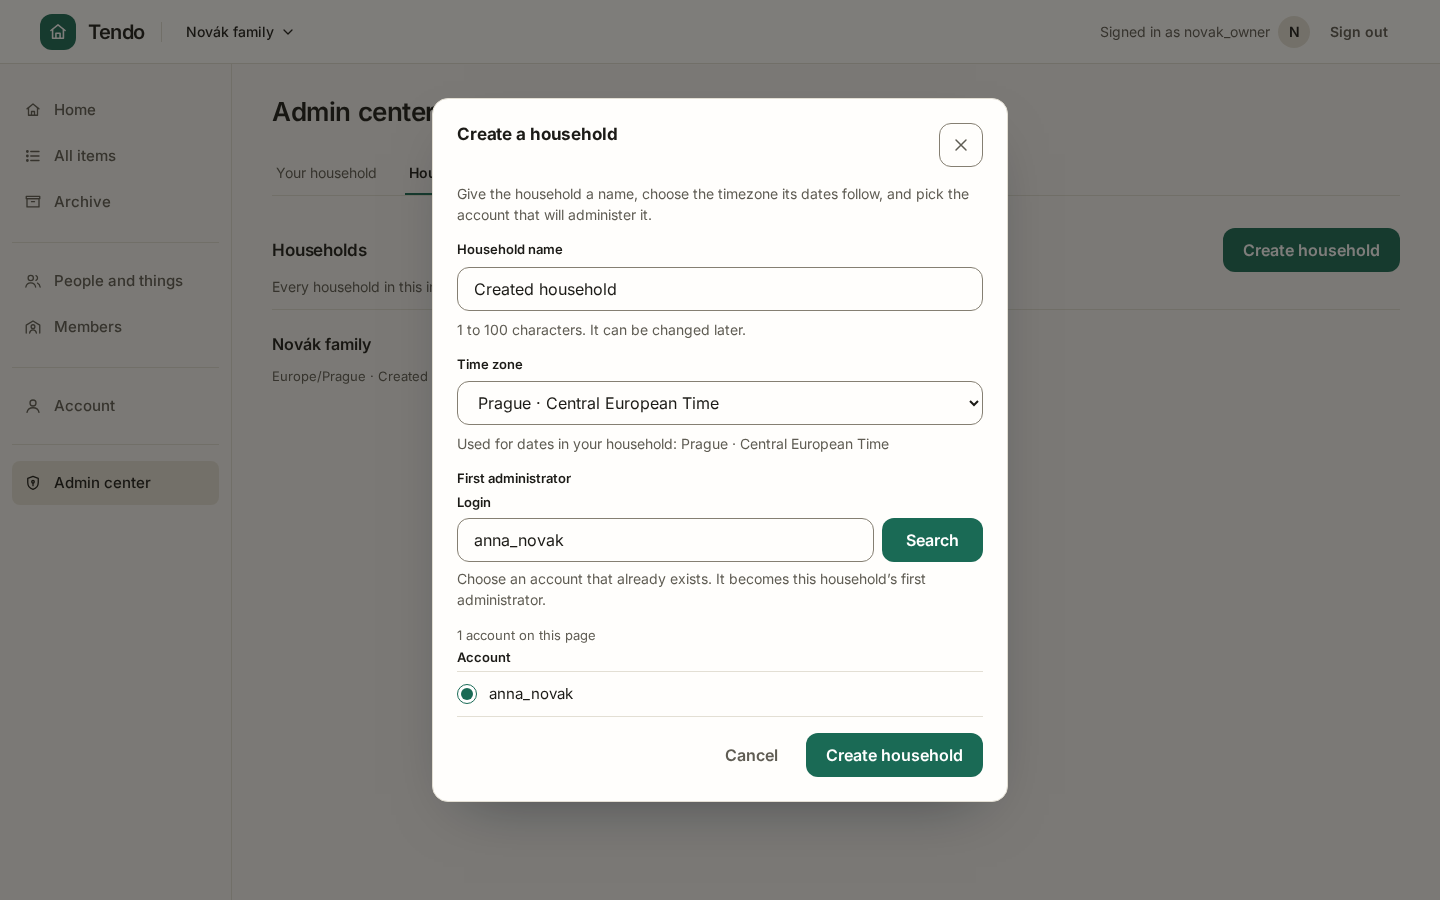 Tendo
Novák family
Signed in as novak_owner
N
Sign out
Home
All items
Archive
People and things
Members
Account
Admin center
Admin center
Your household
Households
Every household in this
Create household
Novák family
Europe/Prague · Created
Create a household
Give the household a name, choose the timezone its dates follow, and pick the
account that will administer it.
Household name
Created household
1 to 100 characters. It can be changed later.
Time zone
Prague · Central European Time
Used for dates in your household: Prague · Central European Time
First administrator
Login
anna_novak
Search
Choose an account that already exists. It becomes this household’s first
administrator.
1 account on this page
Account
anna_novak
Cancel
Create household